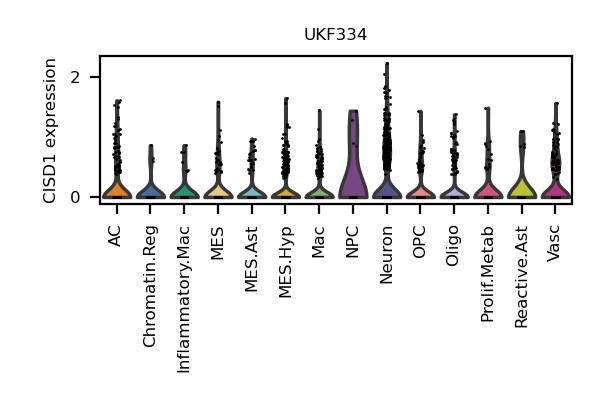 UKF334
CISD1 expression
2
0
AC
Chromatin.Reg
Inflammatory.Mac
MES
MES.Ast
MES.Hyp
Mac
NPC
Neuron
OPC
Oligo
Prolif.Metab
Reactive.Ast
Vasc